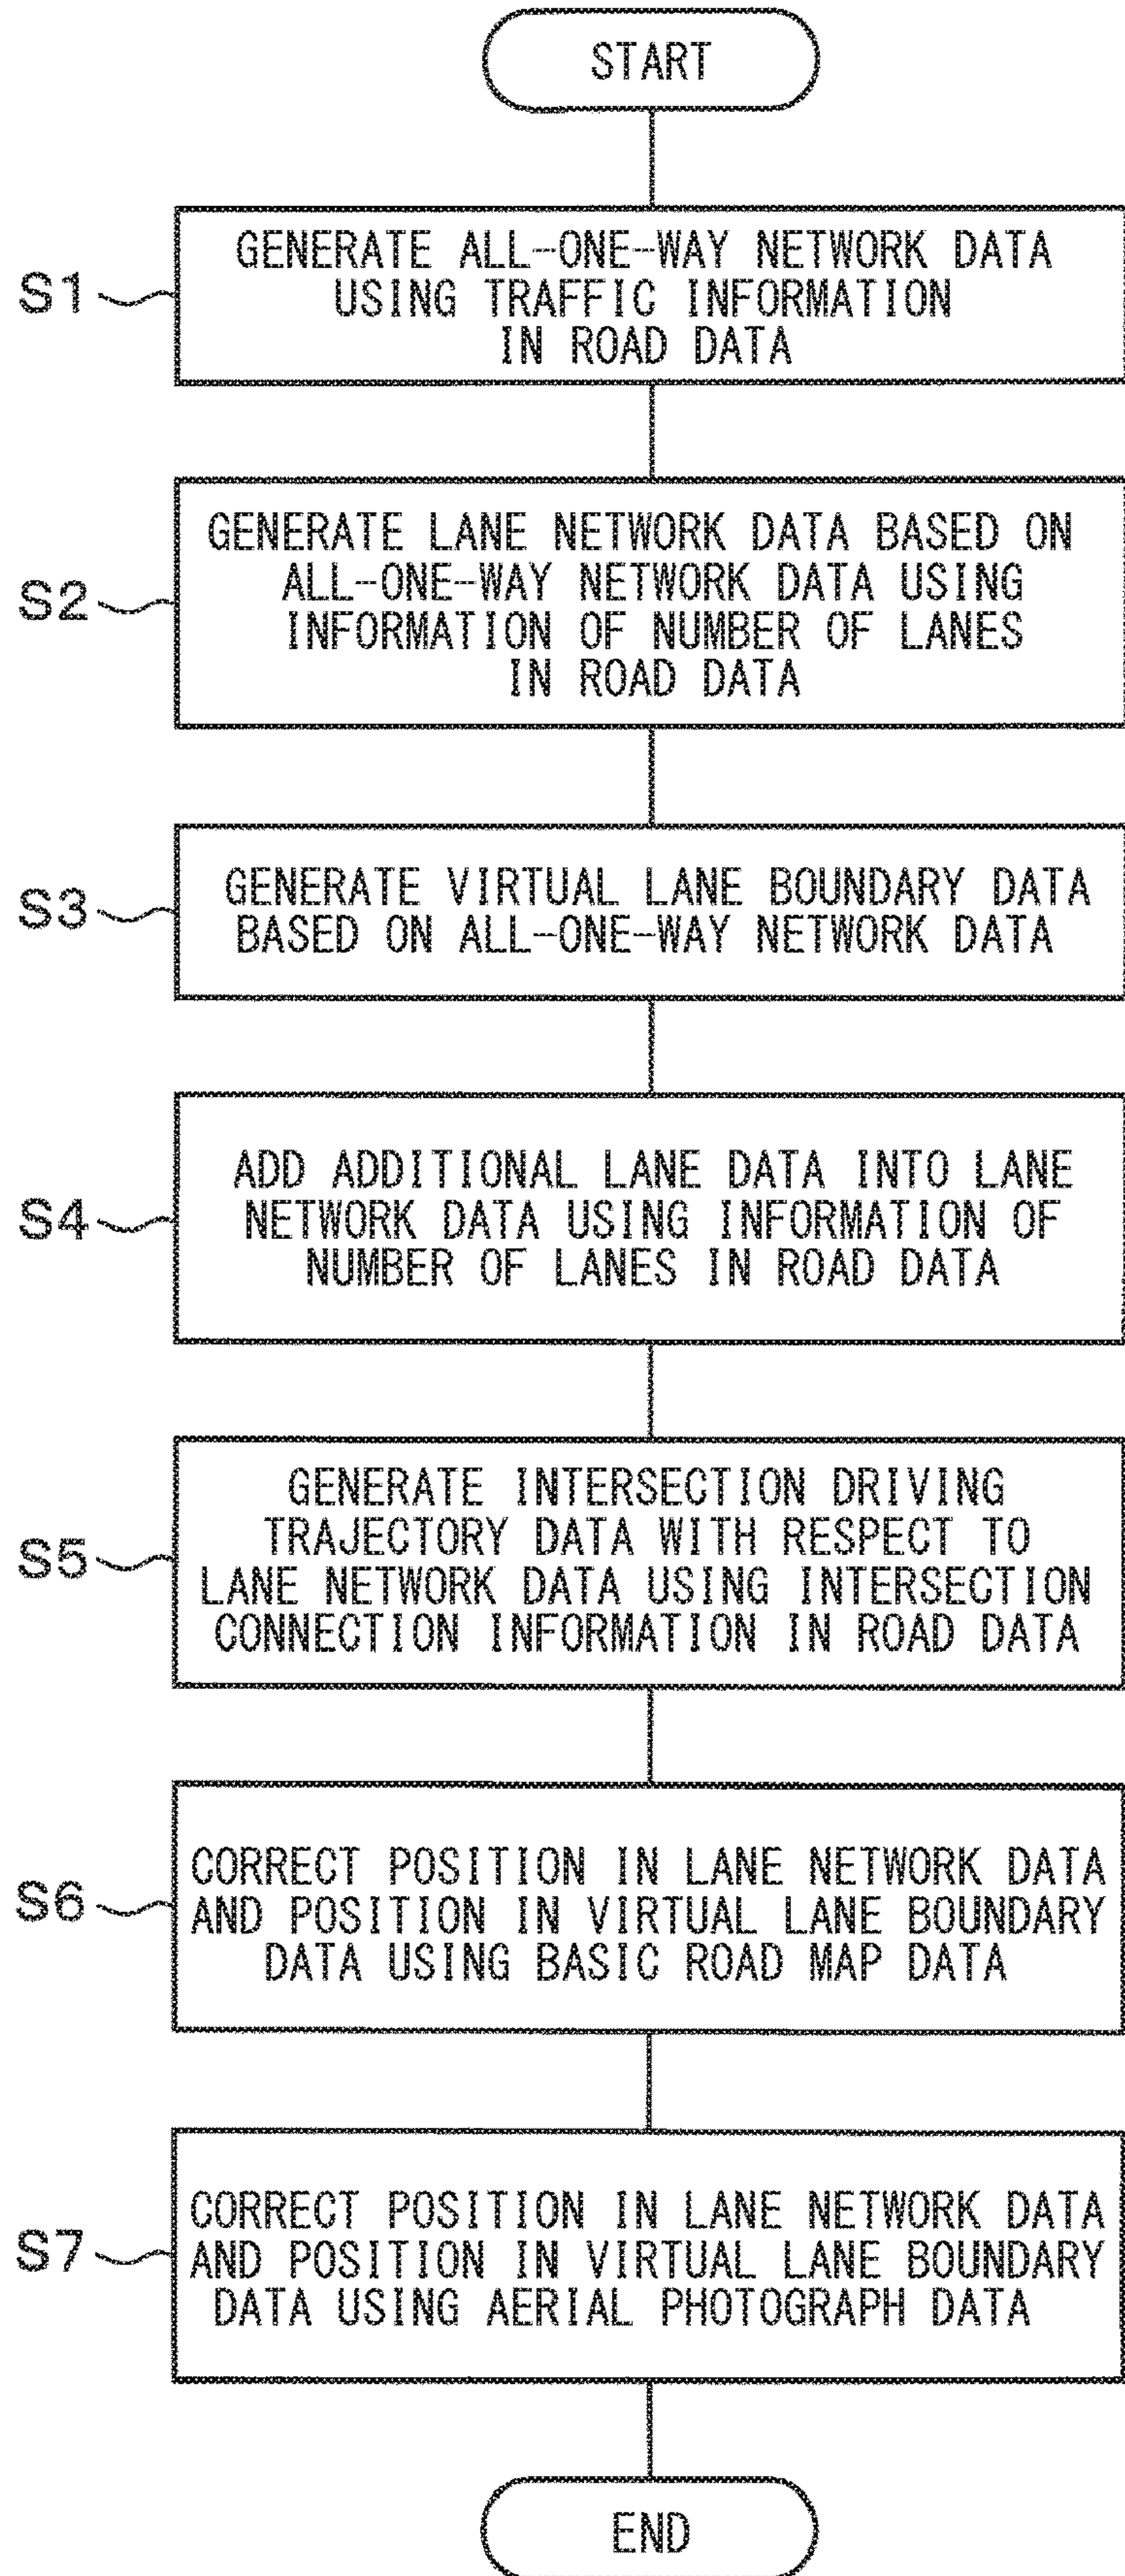 START
S1
GENERATE ALL-ONE-WAY NETWORK DATA
USING TRAFFIC INFORMATION
IN ROAD DATA
S2
GENERATE LANE NETWORK DATA BASED ON
ALL-ONE-WAY NETWORK DATA USING
INFORMATION OF NUMBER OF LANES
IN ROAD DATA
S3
GENERATE VIRTUAL LANE BOUNDARY DATA
BASED ON ALL-ONE-WAY NETWORK DATA
S4
ADD ADDITIONAL LANE DATA INTO LANE
NETWORK DATA USING INFORMATION OF
NUMBER OF LANES IN ROAD DATA
S5
GENERATE INTERSECTION DRIVING
TRAJECTORY DATA WITH RESPECT TO
LANE NETWORK DATA USING INTERSECTION
CONNECTION INFORMATION IN ROAD DATA
S6
CORRECT POSITION IN LANE NETWORK DATA
AND POSITION IN VIRTUAL LANE BOUNDARY
DATA USING BASIC ROAD MAP DATA
S7
CORRECT POSITION IN LANE NETWORK DATA
AND POSITION IN VIRTUAL LANE BOUNDARY
DATA USING AERIAL PHOTOGRAPH DATA
END